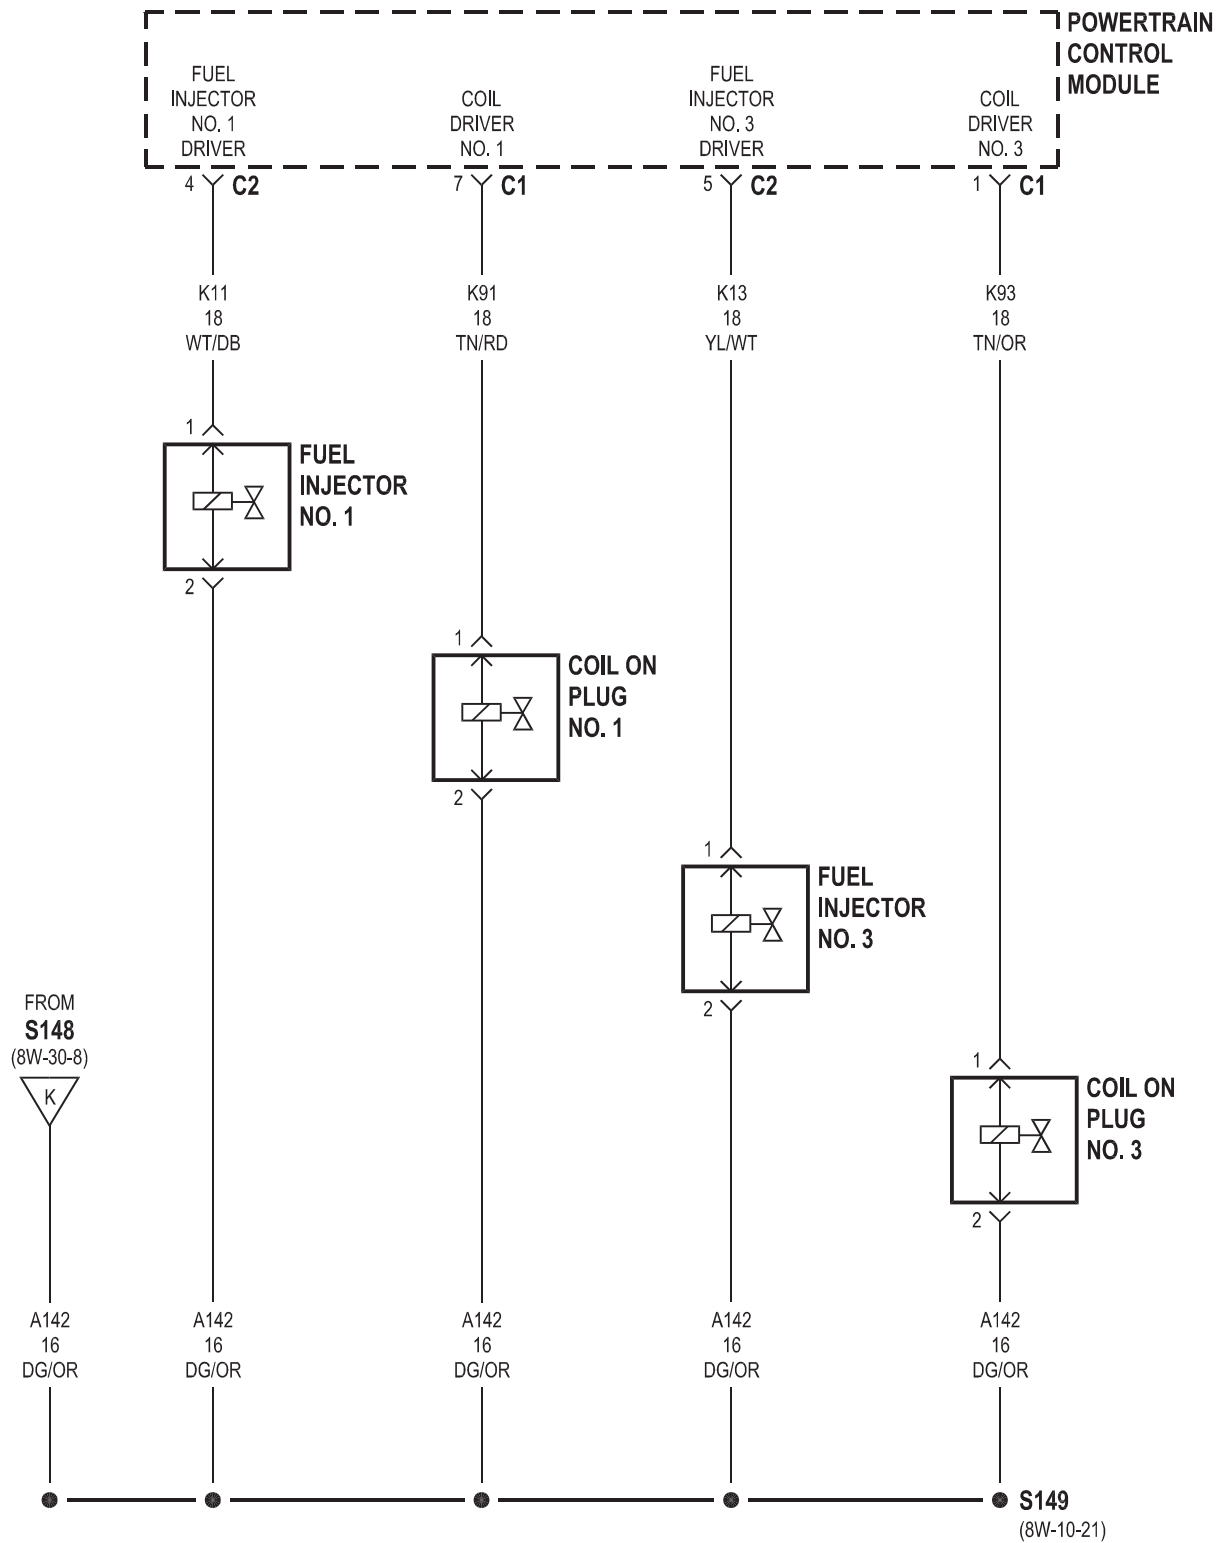 POWERTRAIN
CONTROL
MODULE
FUEL
INJECTOR
NO. 1
DRIVER
COIL
DRIVER
NO. 1
FUEL
INJECTOR
NO. 3
DRIVER
COIL
DRIVER
NO. 3
4 C2
7 C1
5 C2
1 C1
K11
18
WT/DB
K91
18
TN/RD
K13
18
YL/WT
K93
18
TN/OR
1
FUEL
INJECTOR
NO. 1
2
1
COIL ON
PLUG
NO. 1
2
1
FUEL
INJECTOR
NO. 3
2
FROM
S148
(8W-30-8)
K
1
COIL ON
PLUG
NO. 3
2
A142
16
DG/OR
A142
16
DG/OR
A142
16
DG/OR
A142
16
DG/OR
A142
16
DG/OR
S149
(8W-10-21)